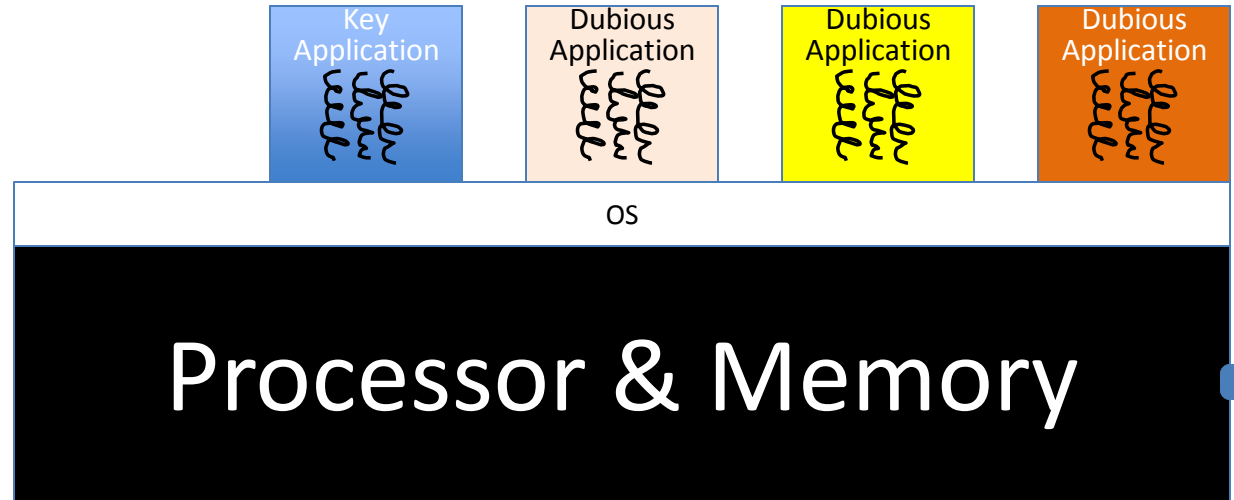 Key
Application
Dubious
Application
Dubious
Application
Dubious
Application
OS
Processor & Memory